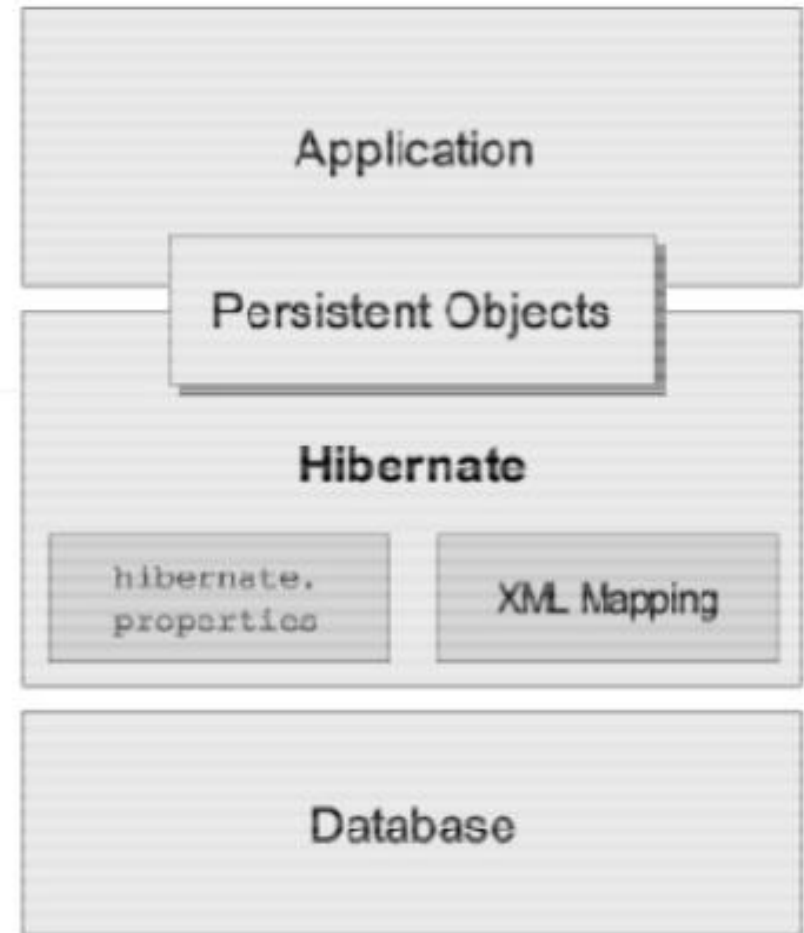 Application
Persistent Objects
Hibernate
hibernate.
properties
XML Mapping
Database